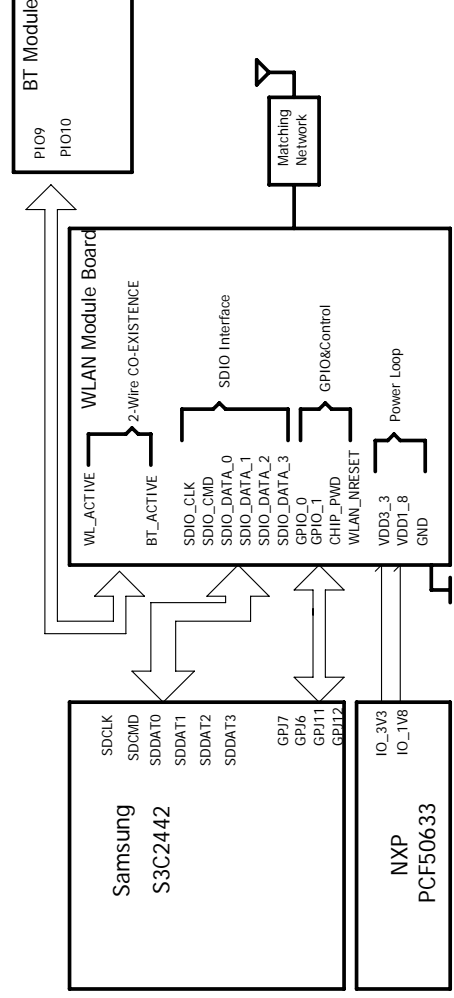 BT Module
PIO9
PIO10
Matching
Network
WLAN Module Board
WL_ACTIVE
BT_ACTIVE
2-Wire CO-EXISTENCE
SDIO_CLK
SDIO_CMD
SDIO_DATA_0
SDIO_DATA_1
SDIO_DATA_2
SDIO_DATA_3
SDIO Interface
GPIO_0
GPIO_1
CHIP_PWD
WLAN_NRESET
GPIO&Control
VDD3_3
VDD1_8
GND
Power Loop
Samsung
S3C2442
SDCLK
SDCMD
SDDAT0
SDDAT1
SDDAT2
SDDAT3
GPJ7
GPJ6
GPJ11
GPJ12
NXP
PCF50633
IO_3V3
IO_1V8